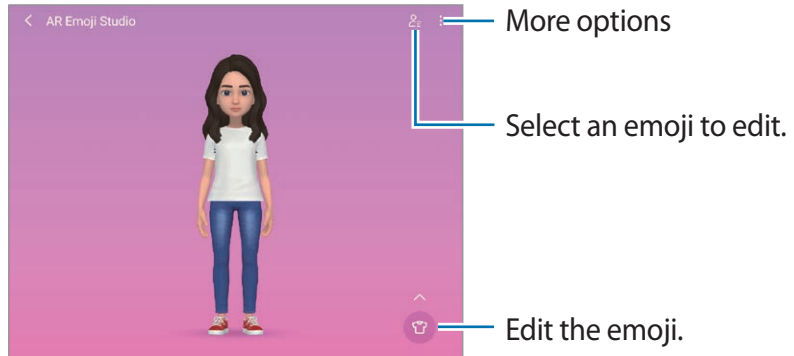 AR Emoji Studio
More options
Select an emoji to edit.
Edit the emoji.